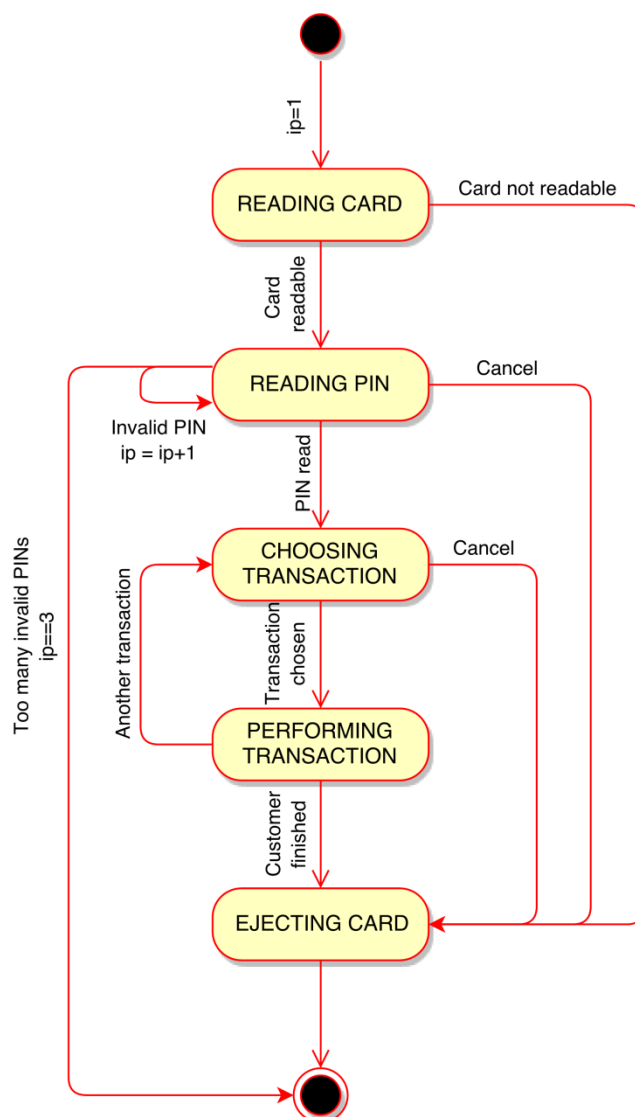 ip=1
READING CARD
Card not readable
Card
readable
READING PIN
Cancel
Invalid PIN
ip = ip+1
PIN read
CHOOSING
TRANSACTION
Cancel
Too many invalid PINs
ip==3
Another transaction
Transaction
chosen
PERFORMING
TRANSACTION
Customer
finished
EJECTING CARD